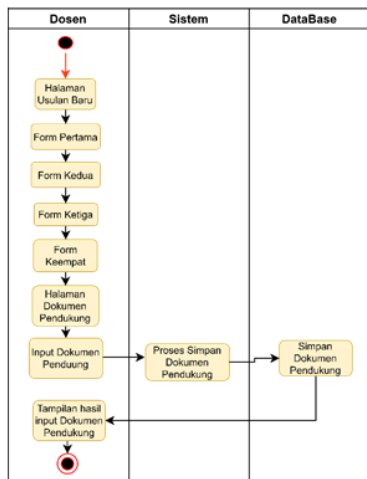 Dosen
Sistem
DataBase
Halaman
Usulan Baru
Form Pertama
Form Kedua
Form Ketiga
Form
Keempat
Halaman
Dokumen
Pendukung
Input Dokumen
Penduung
Proses Simpan
Dokumen
Pendukung
Simpan
Dokumen
Pendukung
Tampilan hasil
input Dokumen
Pendukung